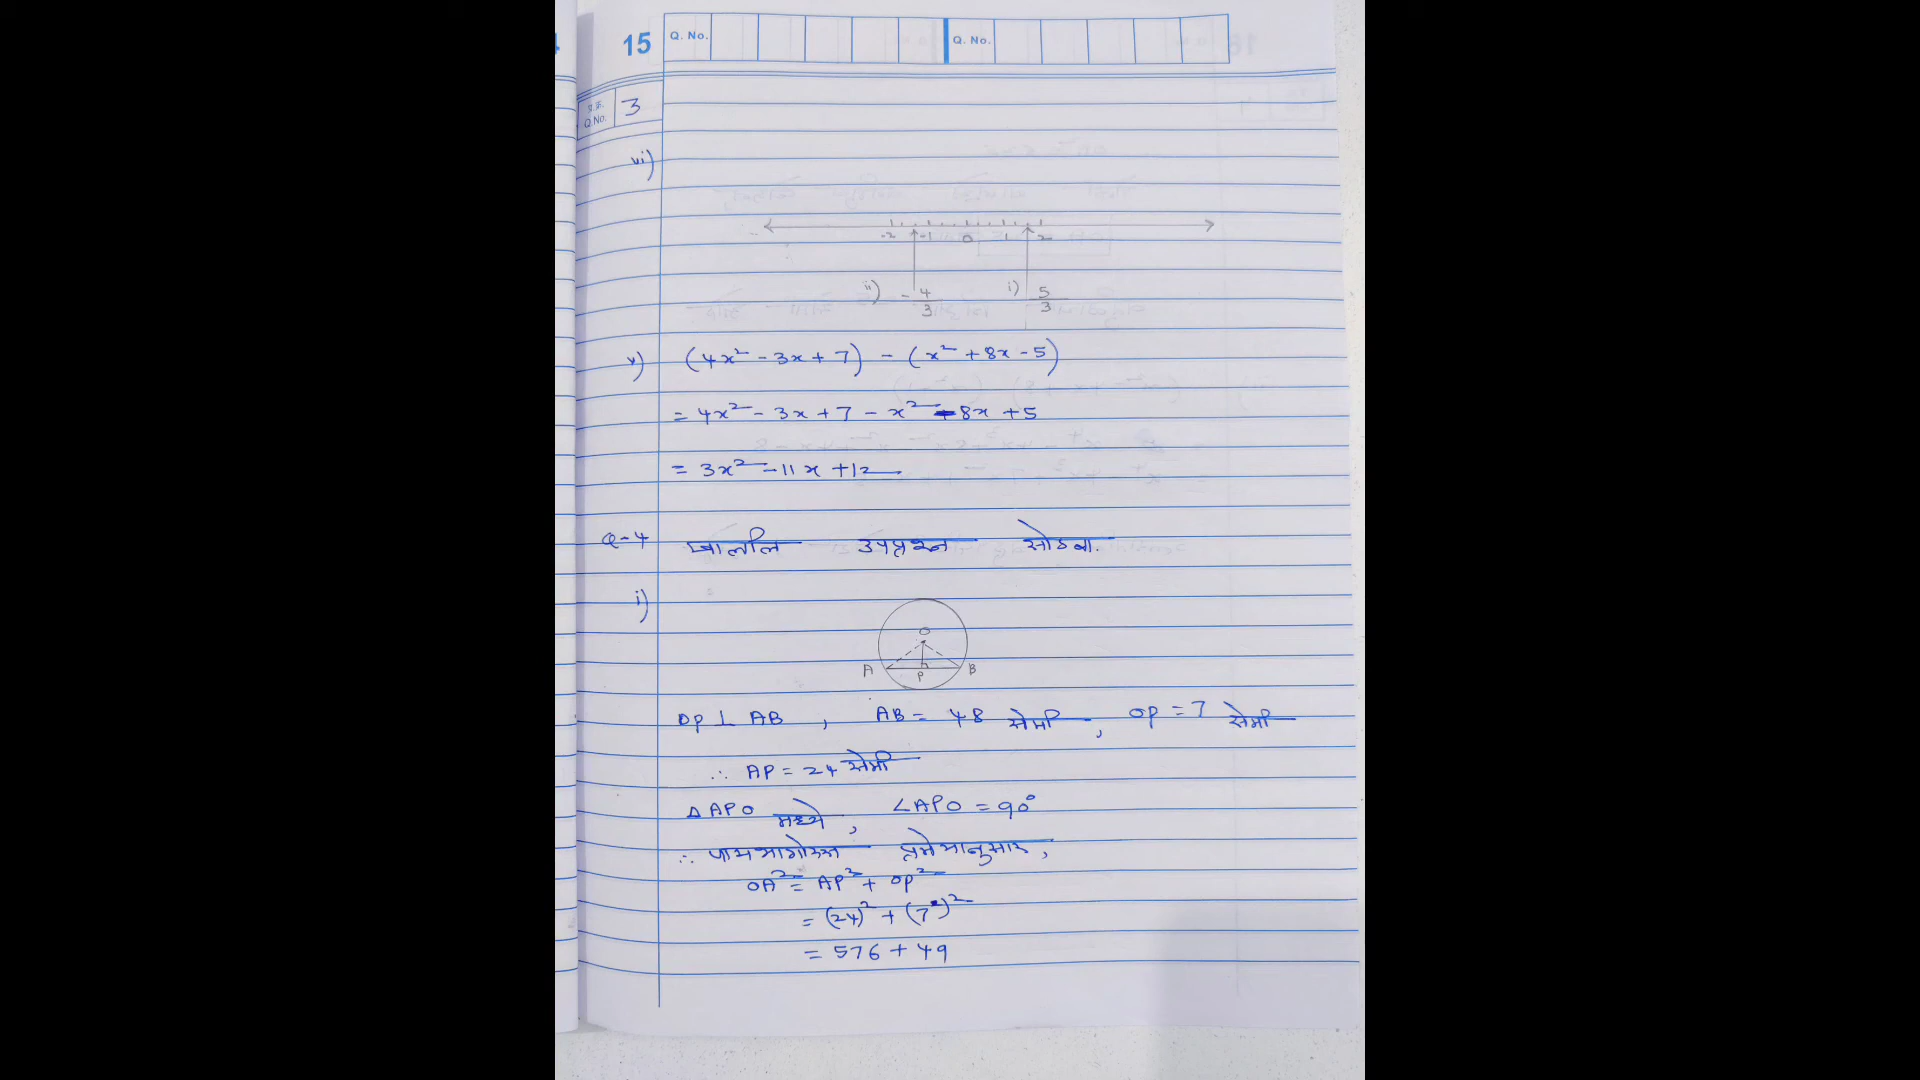 15 Q. No. Q. No.
प्र.क्र. Q.No. 3
vi)
-2 -1 0 1 2
ii) -4/3 i) 5/3
v) (4x² - 3x + 7) - (x² + 8x - 5)
= 4x² - 3x + 7 - x² - 8x + 5
= 3x² - 11x + 12
Q-4 खालील उपप्रश्न सोडवा.
i)
O
A P B
OP ⊥ AB , AB = 48 सेमी , OP = 7 सेमी
∴ AP = 24 सेमी
△APO मध्ये , ∠APO = 90°
∴ पायथागोरस प्रमेयानुसार ,
OA² = AP² + OP²
= (24)² + (7)²
= 576 + 49